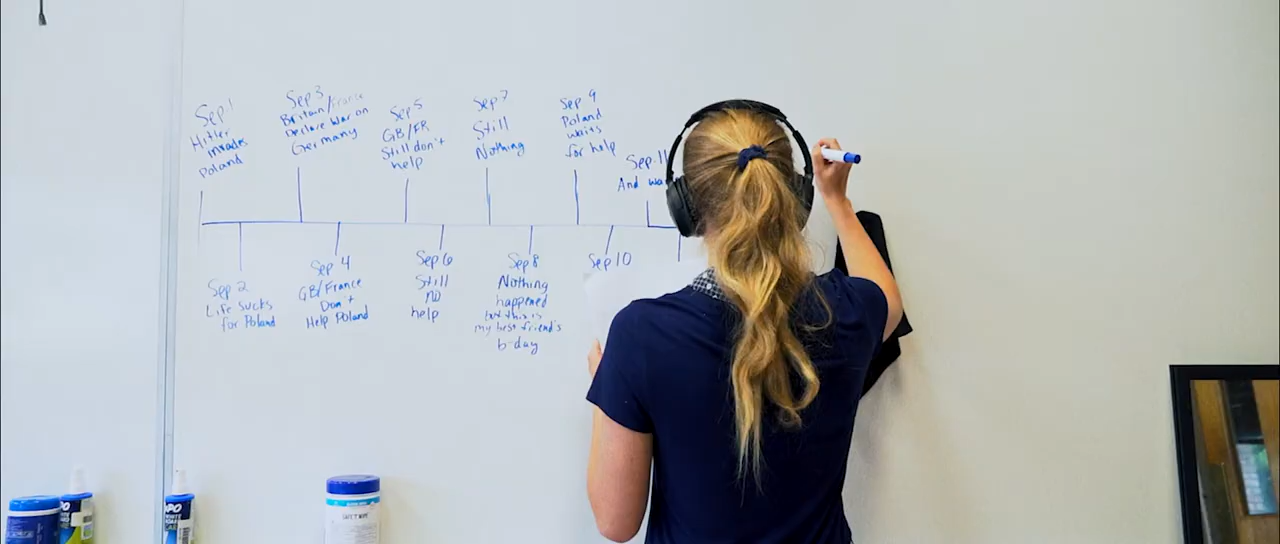 Sep 1
Hitler
invades
Poland
Sep 3
Britain/France
Declare War on
Germany
Sep 5
GB/FR
Still don't
help
Sep 7
Still
Nothing
Sep 9
Poland
waits
for help
Sep. 11
And
Sep 2
Life sucks
for Poland
Sep 4
GB/France
Don't
Help Poland
Sep 6
Still
no
help
Sep 8
Nothing
happened
but this is
my best friend's
b-day
Sep 10